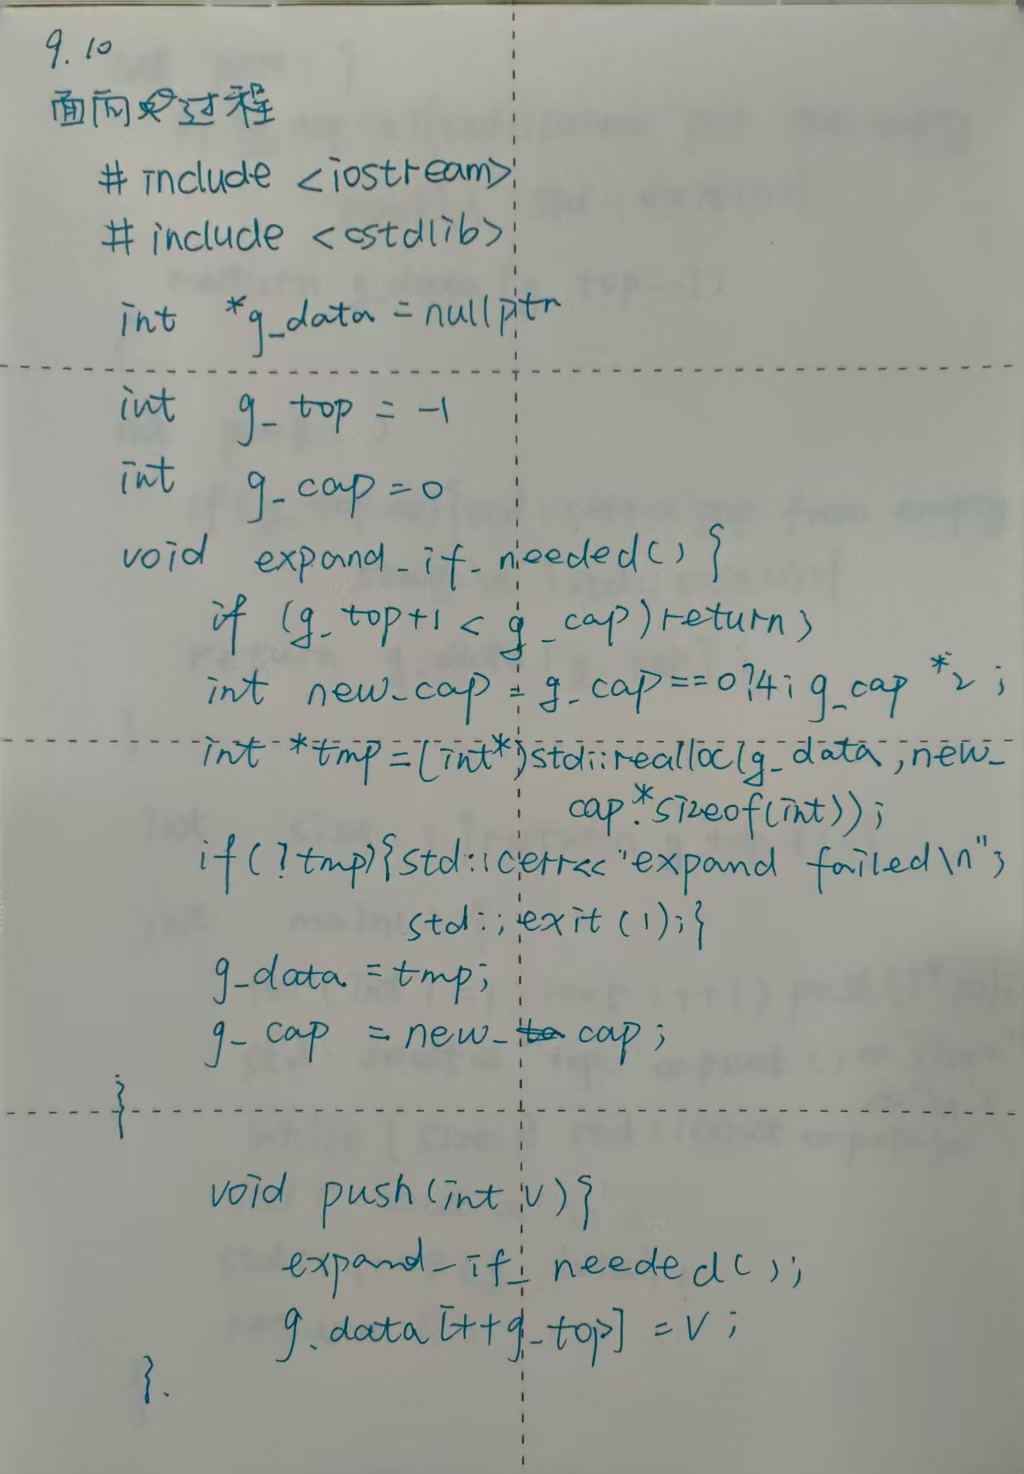 9.10
面向过程
# include <iostream>
# include <cstdlib>
int *g_data = nullptr
int g_top = -1
int g_cap = 0
void expand_if_needed() {
if (g_top+1 < g_cap) return;
int new_cap = g_cap == 0?4; g_cap *2 ;
int *tmp = (int*)std::realloc(g_data, new_
cap.*sizeof(int));
if(?tmp){std::cerr<< "expand failed\n";
std:; exit (1);}
g_data = tmp;
g_cap = new_cap;
}
void push(int v){
expand_if_needed();
g.data[++g_top] = v ;
}.